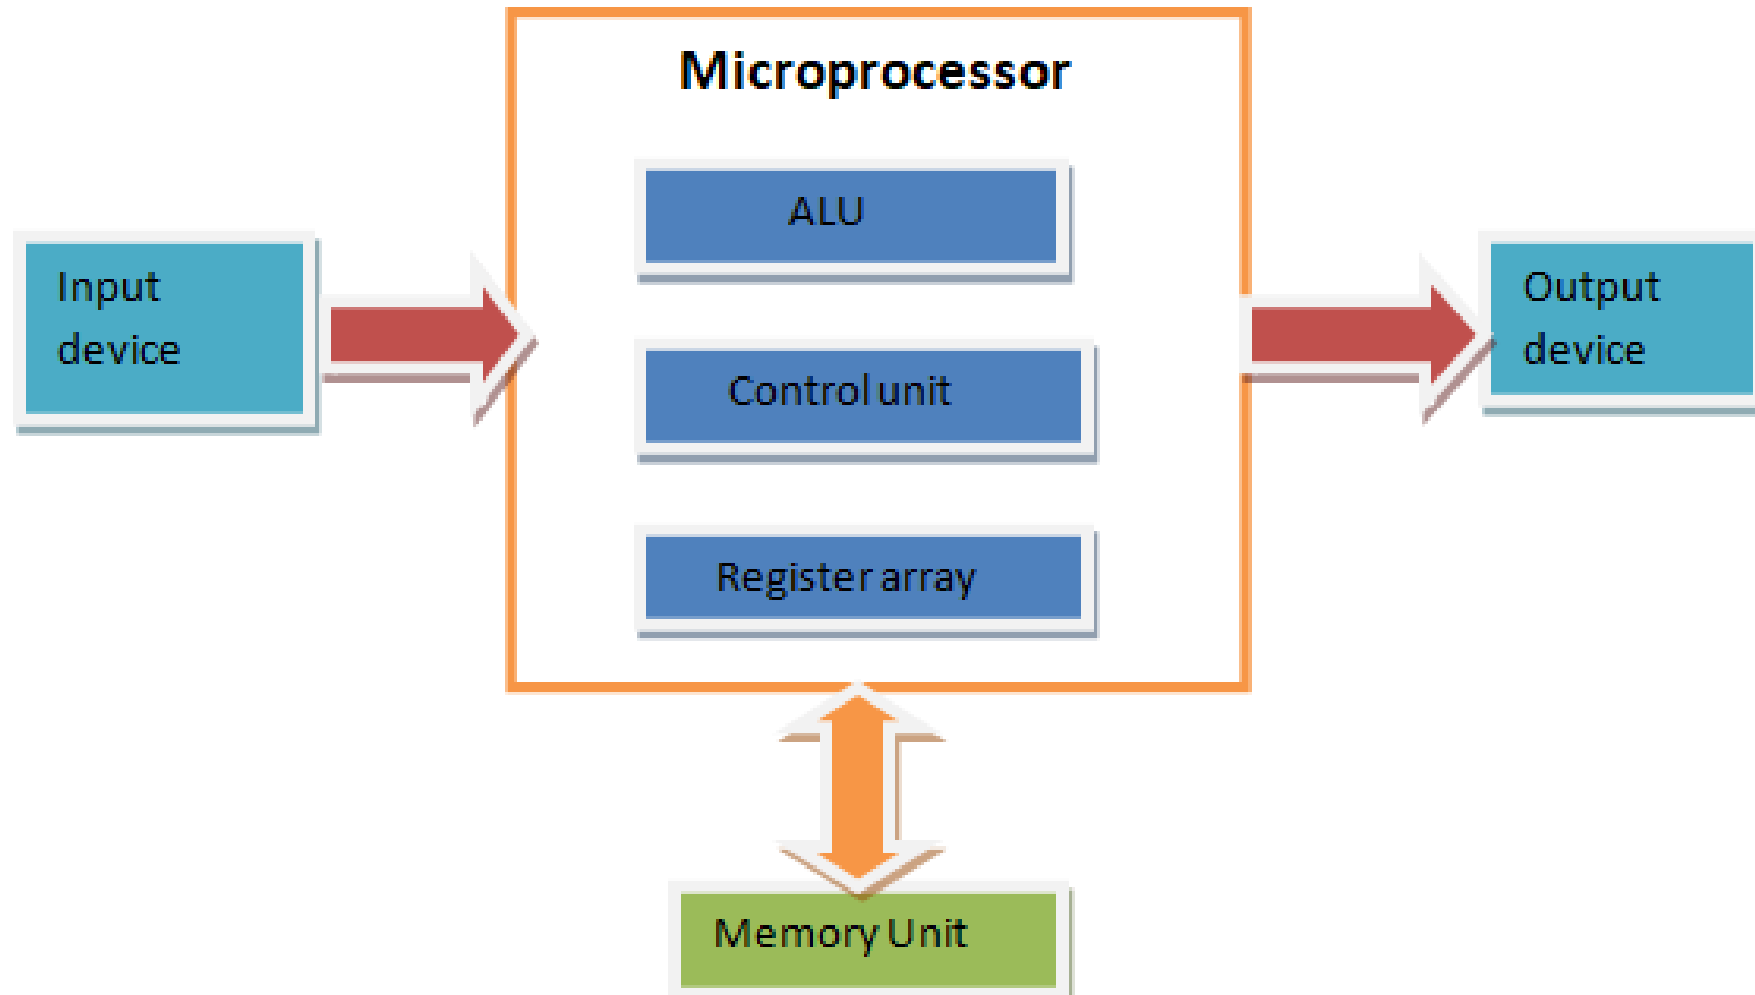 Microprocessor
ALU
Input
device
Control unit
Register array
Output
device
Memory Unit